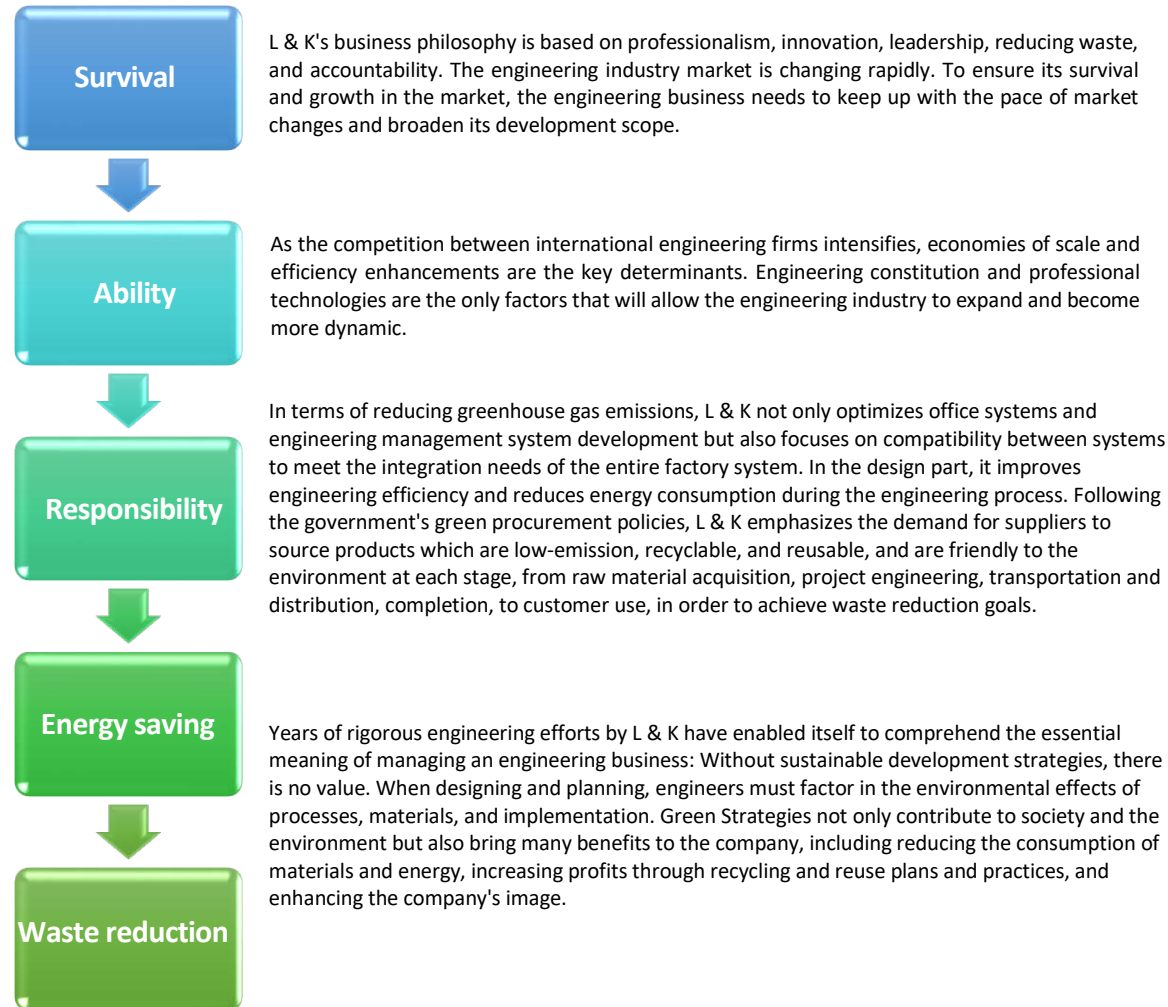 Survival
L & K's business philosophy is based on professionalism, innovation, leadership, reducing waste,
and accountability. The engineering industry market is changing rapidly. To ensure its survival
and growth in the market, the engineering business needs to keep up with the pace of market
changes and broaden its development scope.
Ability
As the competition between international engineering firms intensifies, economies of scale and
efficiency enhancements are the key determinants. Engineering constitution and professional
technologies are the only factors that will allow the engineering industry to expand and become
more dynamic.
Responsibility
In terms of reducing greenhouse gas emissions, L & K not only optimizes office systems and
engineering management system development but also focuses on compatibility between systems
to meet the integration needs of the entire factory system. In the design part, it improves
engineering efficiency and reduces energy consumption during the engineering process. Following
the government's green procurement policies, L & K emphasizes the demand for suppliers to
source products which are low-emission, recyclable, and reusable, and are friendly to the
environment at each stage, from raw material acquisition, project engineering, transportation and
distribution, completion, to customer use, in order to achieve waste reduction goals.
Energy saving
Years of rigorous engineering efforts by L & K have enabled itself to comprehend the essential
meaning of managing an engineering business: Without sustainable development strategies, there
is no value. When designing and planning, engineers must factor in the environmental effects of
processes, materials, and implementation. Green Strategies not only contribute to society and the
environment but also bring many benefits to the company, including reducing the consumption of
materials and energy, increasing profits through recycling and reuse plans and practices, and
enhancing the company's image.
Waste reduction